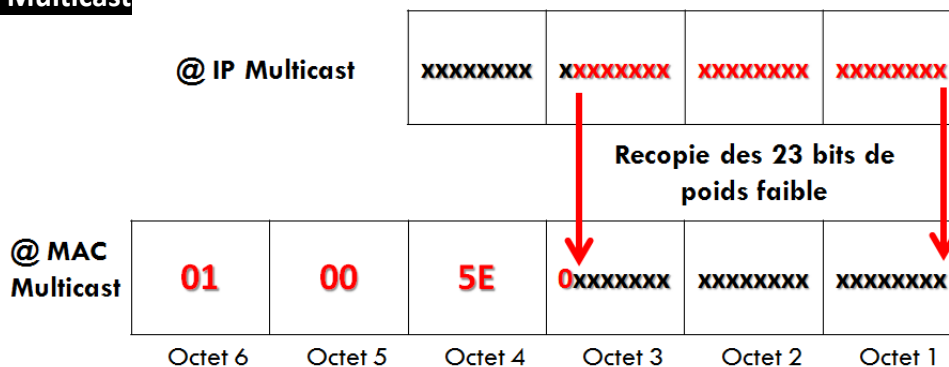 Multicast
@ IP Multicast xxxxxxxx xxxxxxxx xxxxxxxx xxxxxxxx
Recopie des 23 bits de
poids faible
@ MAC
Multicast
01 00 5E 0xxxxxxx xxxxxxxx xxxxxxxx
Octet 6 Octet 5 Octet 4 Octet 3 Octet 2 Octet 1